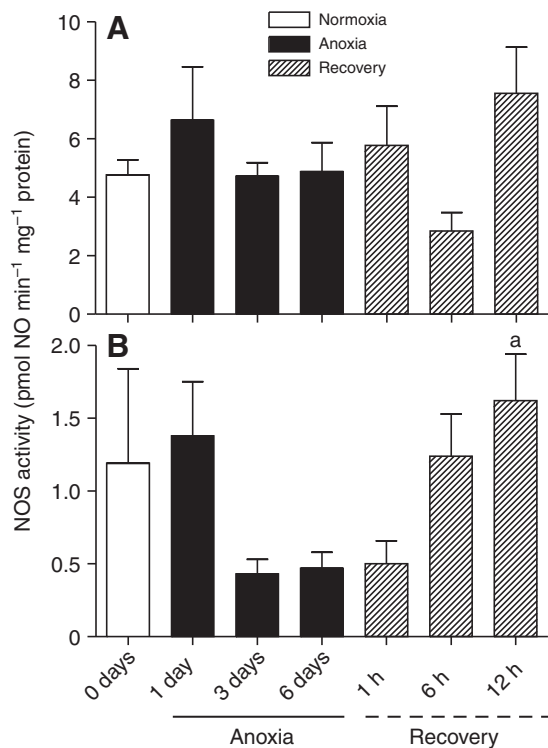 A
Normoxia
Anoxia
Recovery
10
8
6
4
2
0
NOS activity (pmol NO min⁻¹ mg⁻¹ protein)
B
a
2.0
1.5
1.0
0.5
0
0 days
1 day
3 days
6 days
1 h
6 h
12 h
Anoxia
Recovery